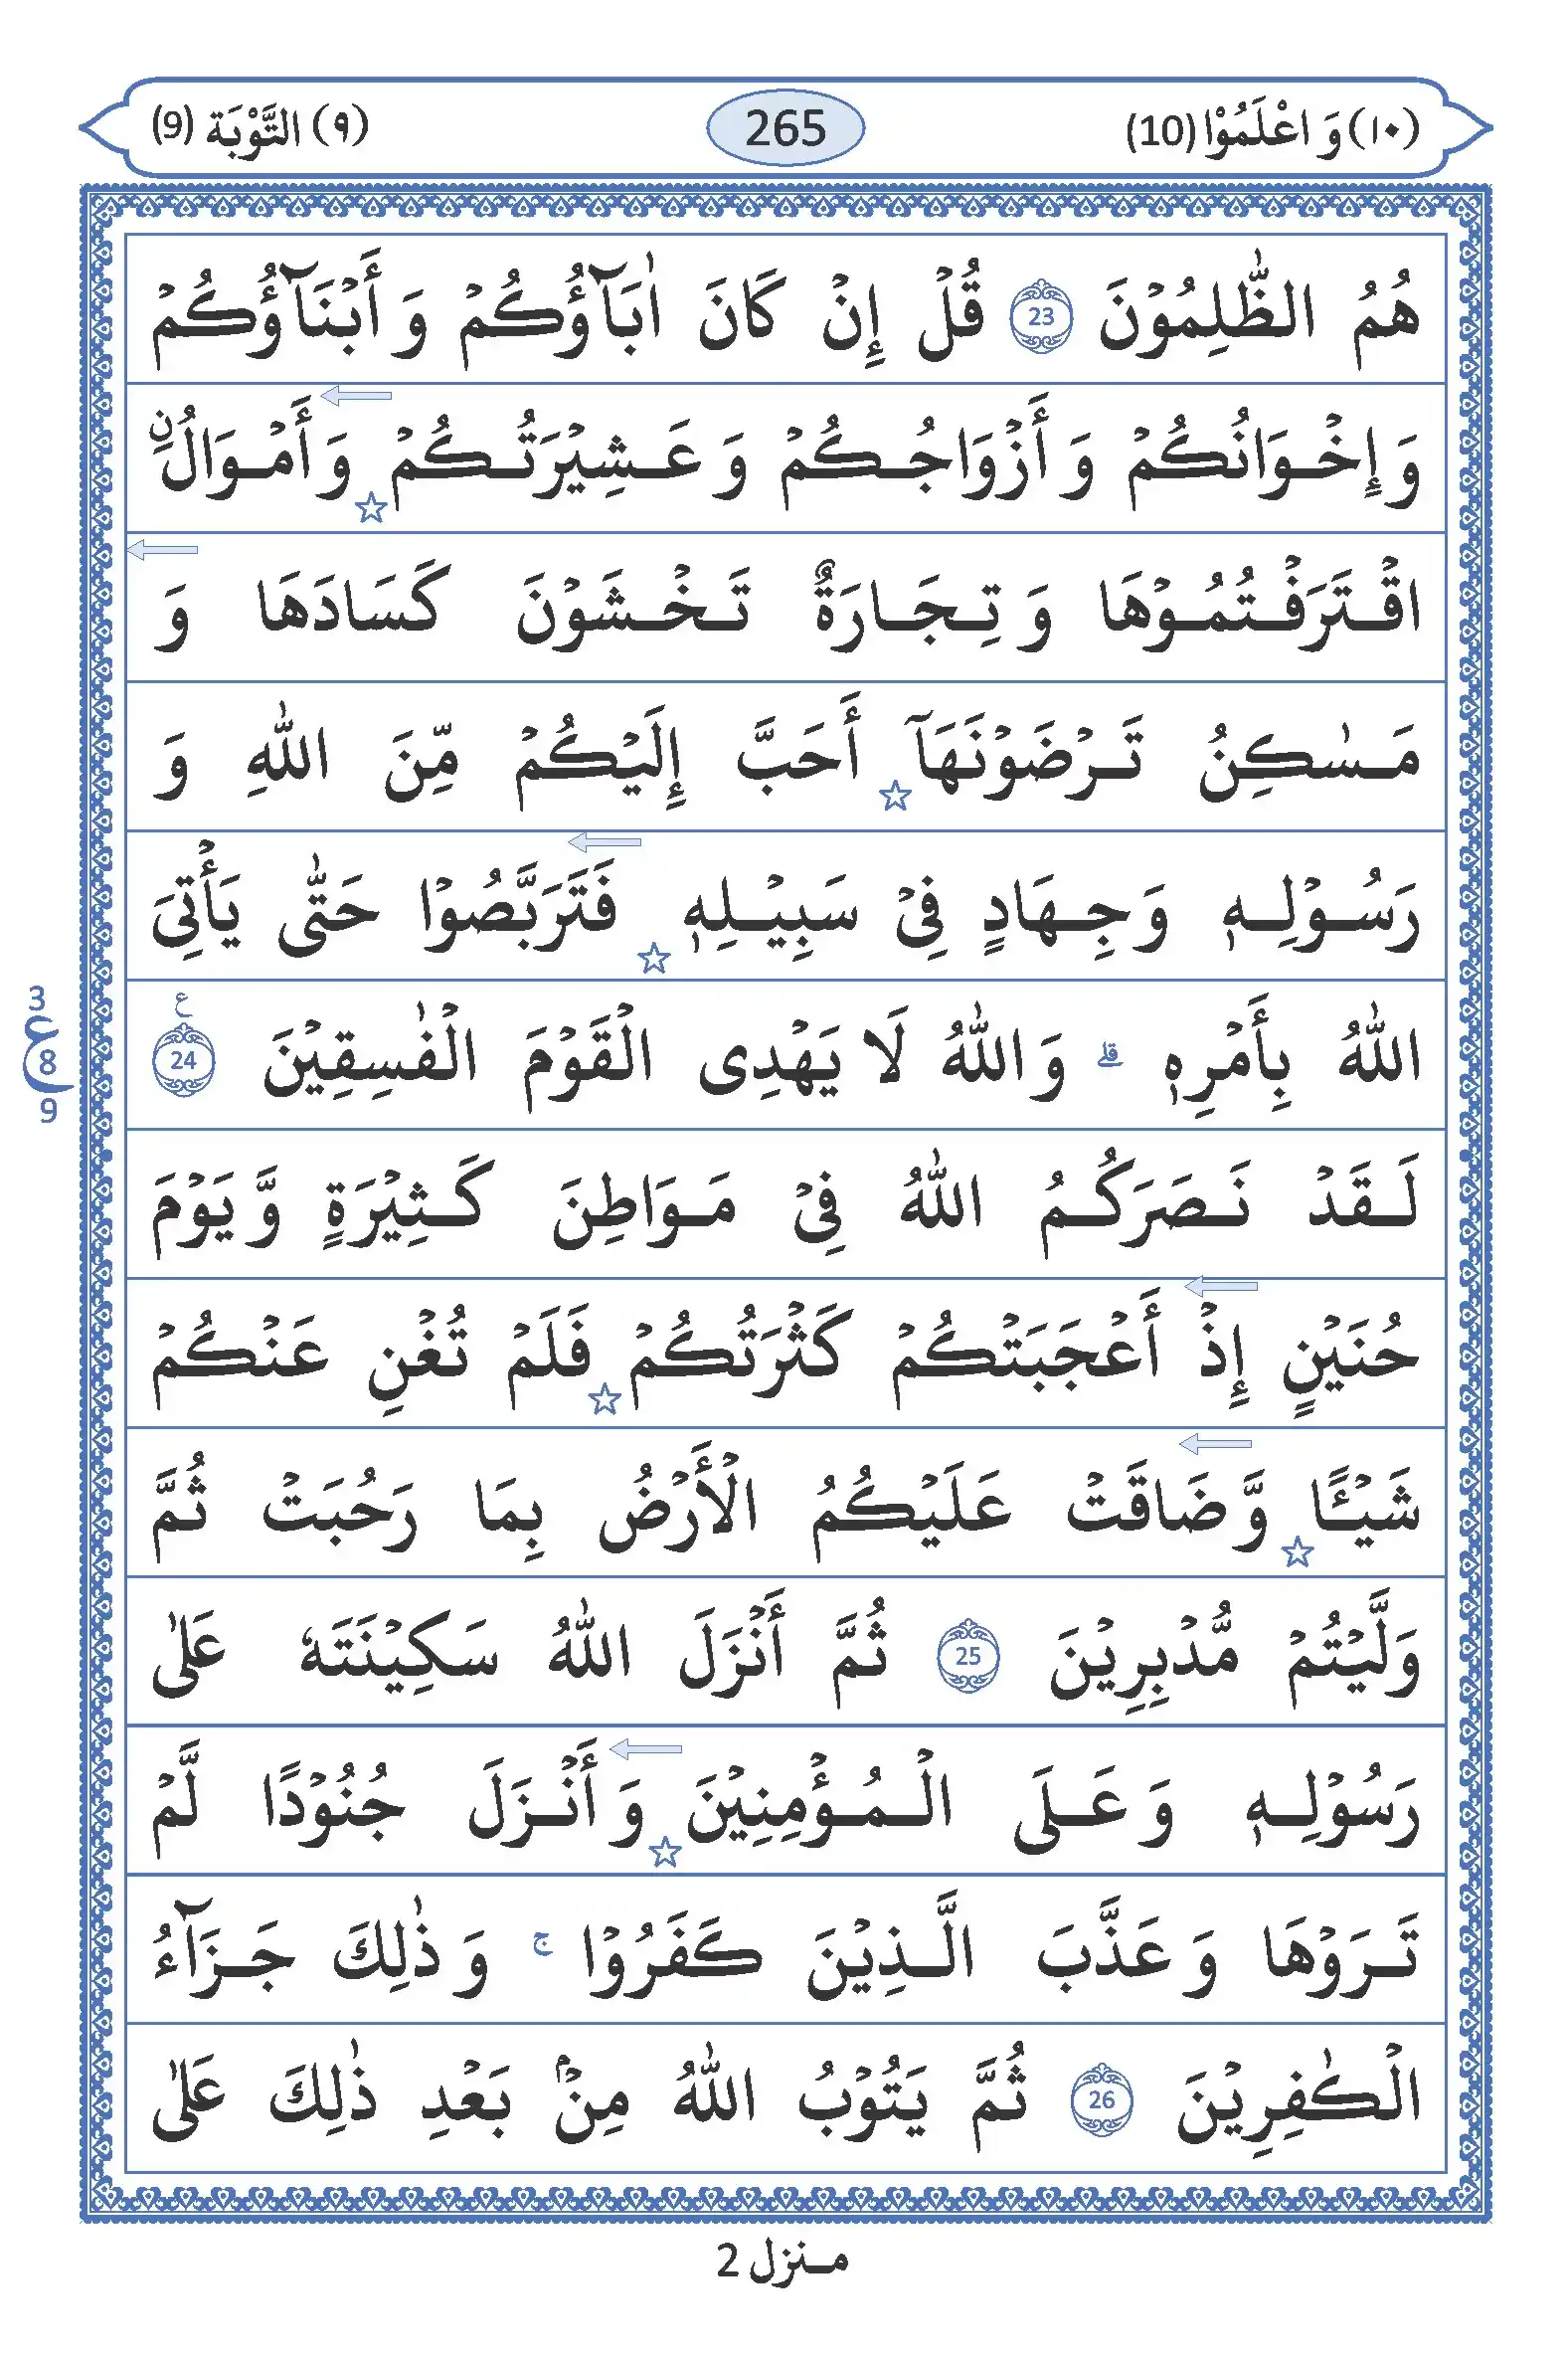 (١٠) وَ اعْلَمُوْا (10) 265 (٩) التَّوْبَة (9)
هُمُ الظّٰلِمُوْنَ 23 قُلْ إِنْ كَانَ اٰبَآؤُكُمْ وَ أَبْنَآؤُكُمْ
وَ إِخْوَانُكُمْ وَ أَزْوَاجُكُمْ وَ عَشِيْرَتُكُمْ ☆ وَ أَمْوَالُ ۨ
اقْتَرَفْتُمُوْهَا وَ تِجَارَةٌ تَخْشَوْنَ كَسَادَهَا وَ
مَسٰكِنُ تَرْضَوْنَهَآ ☆ أَحَبَّ إِلَيْكُمْ مِّنَ اللّٰهِ وَ
رَسُوْلِهٖ وَ جِهَادٍ فِیْ سَبِيْلِهٖ ☆ فَتَرَبَّصُوْا حَتّٰی يَأْتِیَ
اللّٰهُ بِأَمْرِهٖ ۗ وَ اللّٰهُ لَا يَهْدِی الْقَوْمَ الْفٰسِقِيْنَ 24 ع
3
ع
8
9
لَقَدْ نَصَرَكُمُ اللّٰهُ فِیْ مَوَاطِنَ كَثِيْرَةٍ وَّ يَوْمَ
حُنَيْنٍ إِذْ أَعْجَبَتْكُمْ كَثْرَتُكُمْ ☆ فَلَمْ تُغْنِ عَنْكُمْ
شَيْـًٔا ☆ وَّ ضَاقَتْ عَلَيْكُمُ الْأَرْضُ بِمَا رَحُبَتْ ثُمَّ
وَلَّيْتُمْ مُّدْبِرِيْنَ 25 ثُمَّ أَنْزَلَ اللّٰهُ سَكِيْنَتَهٗ عَلٰی
رَسُوْلِهٖ وَ عَلَی الْمُؤْمِنِيْنَ ☆ وَ أَنْزَلَ جُنُوْدًا لَّمْ
تَرَوْهَا وَ عَذَّبَ الَّذِيْنَ كَفَرُوْا ۚ وَ ذٰلِكَ جَزَآءُ
الْكٰفِرِيْنَ 26 ثُمَّ يَتُوْبُ اللّٰهُ مِنْۢ بَعْدِ ذٰلِكَ عَلٰی
منزل 2